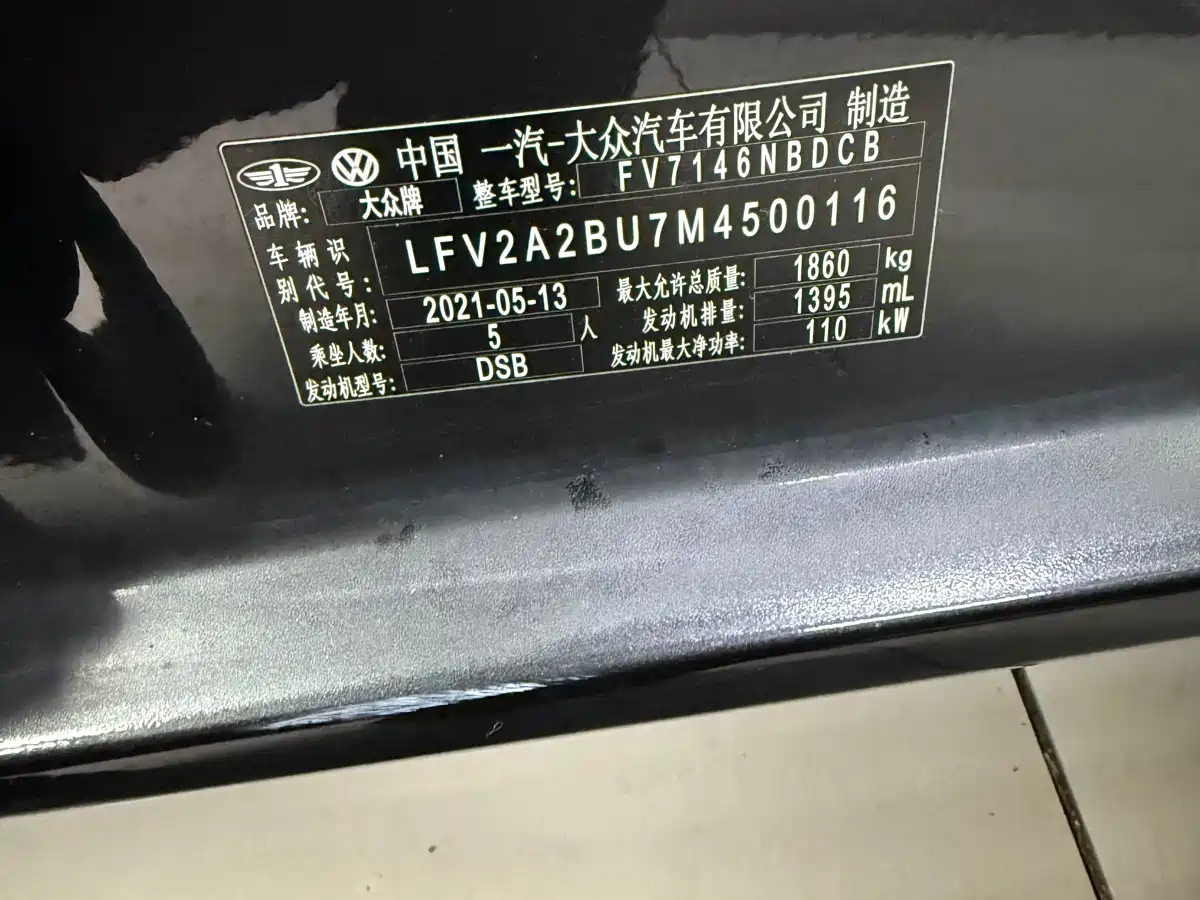 中国 一汽-大众汽车有限公司 制造
品牌: 大众牌 整车型号: FV7146NBDCB
车辆识别代号: LFV2A2BU7M4500116
制造年月: 2021-05-13 最大允许总质量: 1860 kg
乘坐人数: 5 人 发动机排量: 1395 mL
发动机型号: DSB 发动机最大净功率: 110 kW